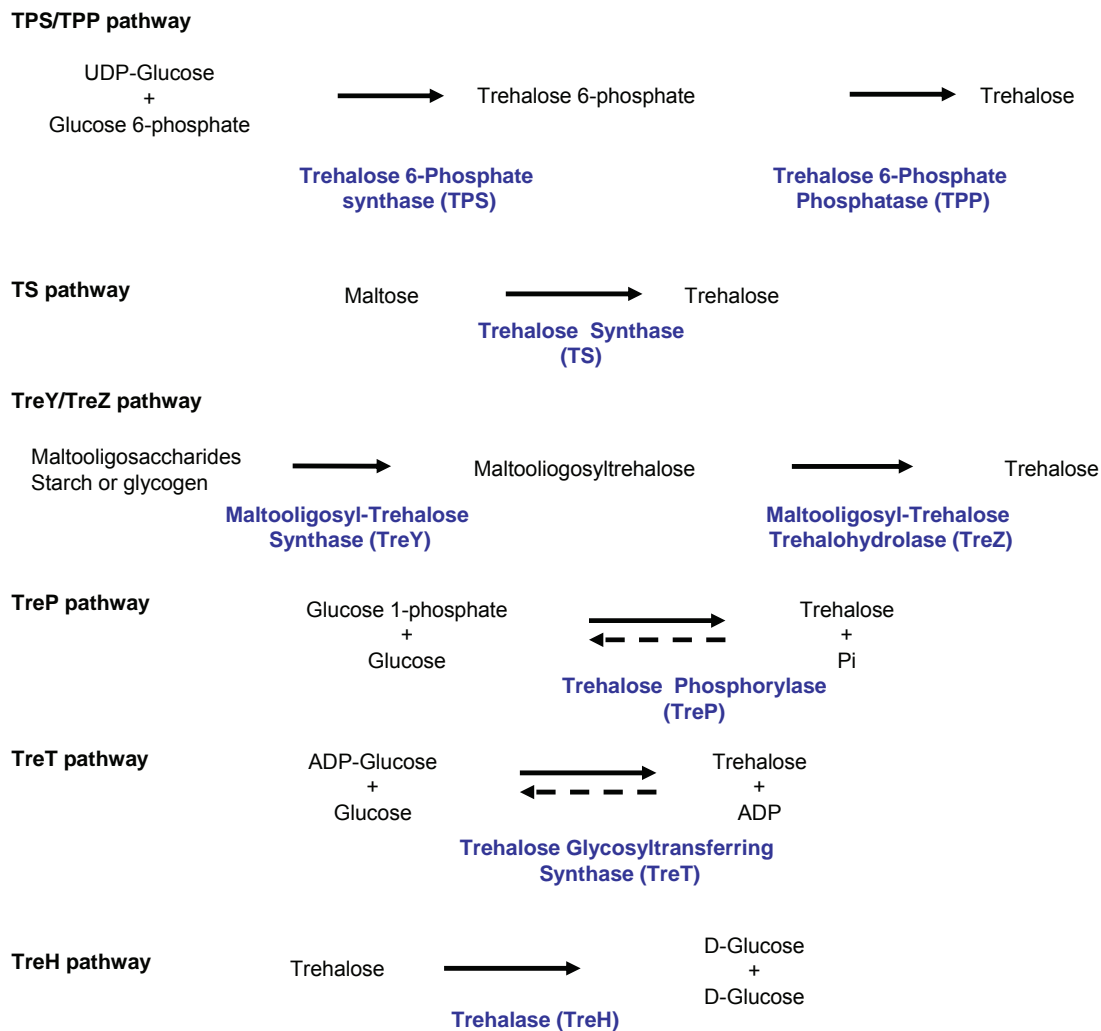 TPS/TPP pathway
UDP-Glucose
+
Glucose 6-phosphate
Trehalose 6-phosphate
Trehalose
Trehalose 6-Phosphate
synthase (TPS)
Trehalose 6-Phosphate
Phosphatase (TPP)
TS pathway
Maltose
Trehalose
Trehalose Synthase
(TS)
TreY/TreZ pathway
Maltooligosaccharides
Starch or glycogen
Maltooliogosyltrehalose
Trehalose
Maltooligosyl-Trehalose
Synthase (TreY)
Maltooligosyl-Trehalose
Trehalohydrolase (TreZ)
TreP pathway
Glucose 1-phosphate
+
Glucose
Trehalose
+
Pi
Trehalose Phosphorylase
(TreP)
TreT pathway
ADP-Glucose
+
Glucose
Trehalose
+
ADP
Trehalose Glycosyltransferring
Synthase (TreT)
TreH pathway
Trehalose
D-Glucose
+
D-Glucose
Trehalase (TreH)